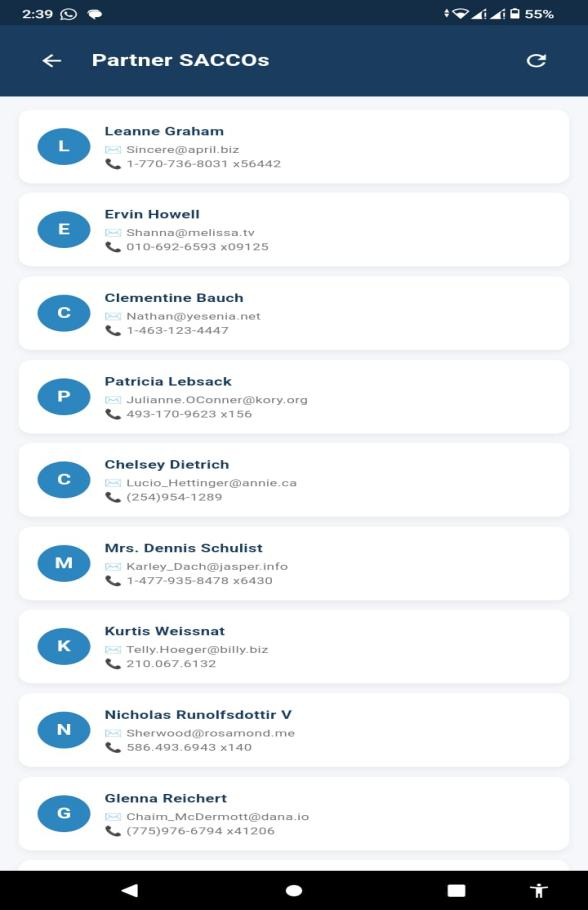 2:39 55%
Partner SACCOs
L
Leanne Graham
Sincere@april.biz
1-770-736-8031 x56442
E
Ervin Howell
Shanna@melissa.tv
010-692-6593 x09125
C
Clementine Bauch
Nathan@yesenia.net
1-463-123-4447
P
Patricia Lebsack
Julianne.OConner@kory.org
493-170-9623 x156
C
Chelsey Dietrich
Lucio_Hettinger@annie.ca
(254)954-1289
M
Mrs. Dennis Schulist
Karley_Dach@jasper.info
1-477-935-8478 x6430
K
Kurtis Weissnat
Telly.Hoeger@billy.biz
210.067.6132
N
Nicholas Runolfsdottir V
Sherwood@rosamond.me
586.493.6943 x140
G
Glenna Reichert
Chaim_McDermott@dana.io
(775)976-6794 x41206